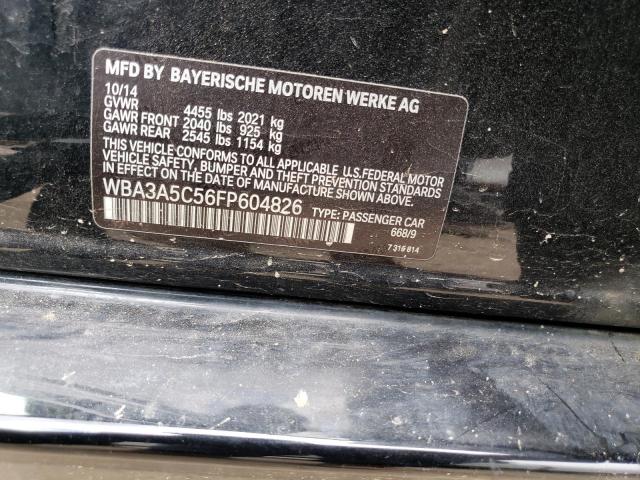 MFD BY BAYERISCHE MOTOREN WERKE AG
10/14
GVWR 4455 lbs 2021 kg
GAWR FRONT 2040 lbs 925 kg
GAWR REAR 2545 lbs 1154 kg
THIS VEHICLE CONFORMS TO ALL APPLICABLE U.S.FEDERAL MOTOR
VEHICLE SAFETY, BUMPER AND THEFT PREVENTION STANDARDS
IN EFFECT ON THE DATE OF MANUFACTURE SHOWN ABOVE.
WBA3A5C56FP604826 TYPE: PASSENGER CAR
668/9
7 316 814